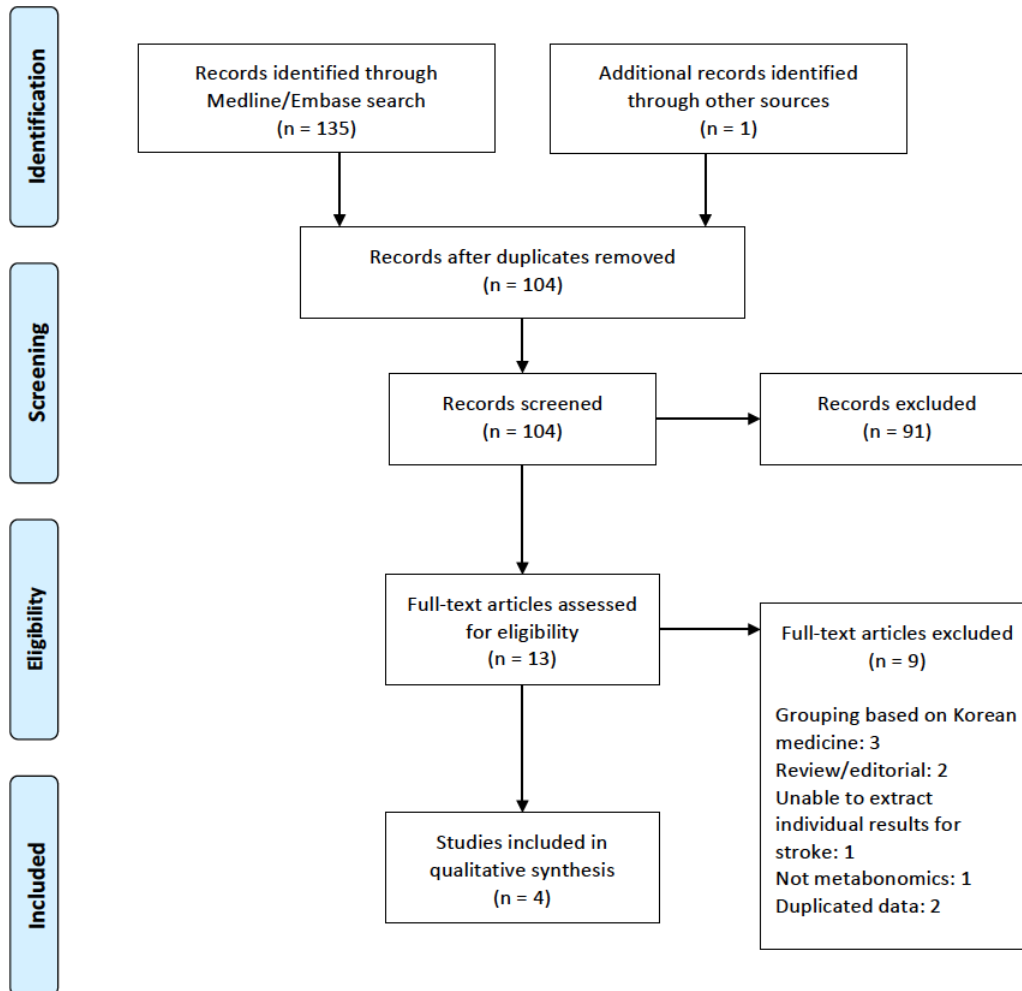 Identification
Records identified through
Medline/Embase search
(n = 135)
Additional records identified
through other sources
(n = 1)
Records after duplicates removed
(n = 104)
Screening
Records screened
(n = 104)
Records excluded
(n = 91)
Eligibility
Full-text articles assessed
for eligibility
(n = 13)
Full-text articles excluded
(n = 9)
Grouping based on Korean
medicine: 3
Review/editorial: 2
Unable to extract
individual results for
stroke: 1
Not metabonomics: 1
Duplicated data: 2
Included
Studies included in
qualitative synthesis
(n = 4)